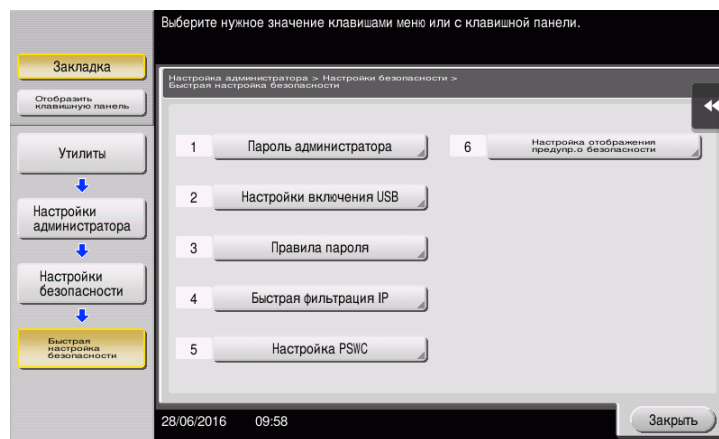 Выберите нужное значение клавишами меню или с клавишной панели.
Закладка
Отобразить
клавишную панель
Утилиты
Настройки
администратора
Настройки
безопасности
Быстрая
настройка
безопасности
Настройка администратора > Настройки безопасности >
Быстрая настройка безопасности
1 Пароль администратора
2 Настройки включения USB
3 Правила пароля
4 Быстрая фильтрация IP
5 Настройка PSWC
6 Настройка отображения
предупр.о безопасности
28/06/2016 09:58
Закрыть